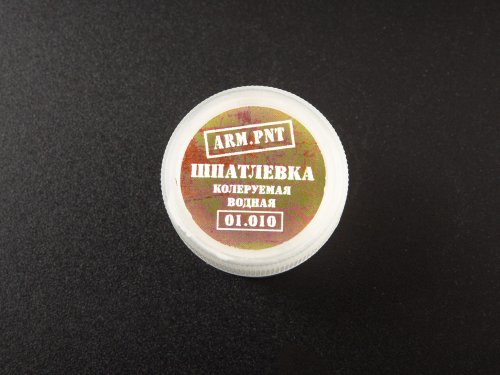 ARM.PNT
ШПАТЛЕВКА
КОЛЕРУЕМАЯ
ВОДНАЯ
01.010